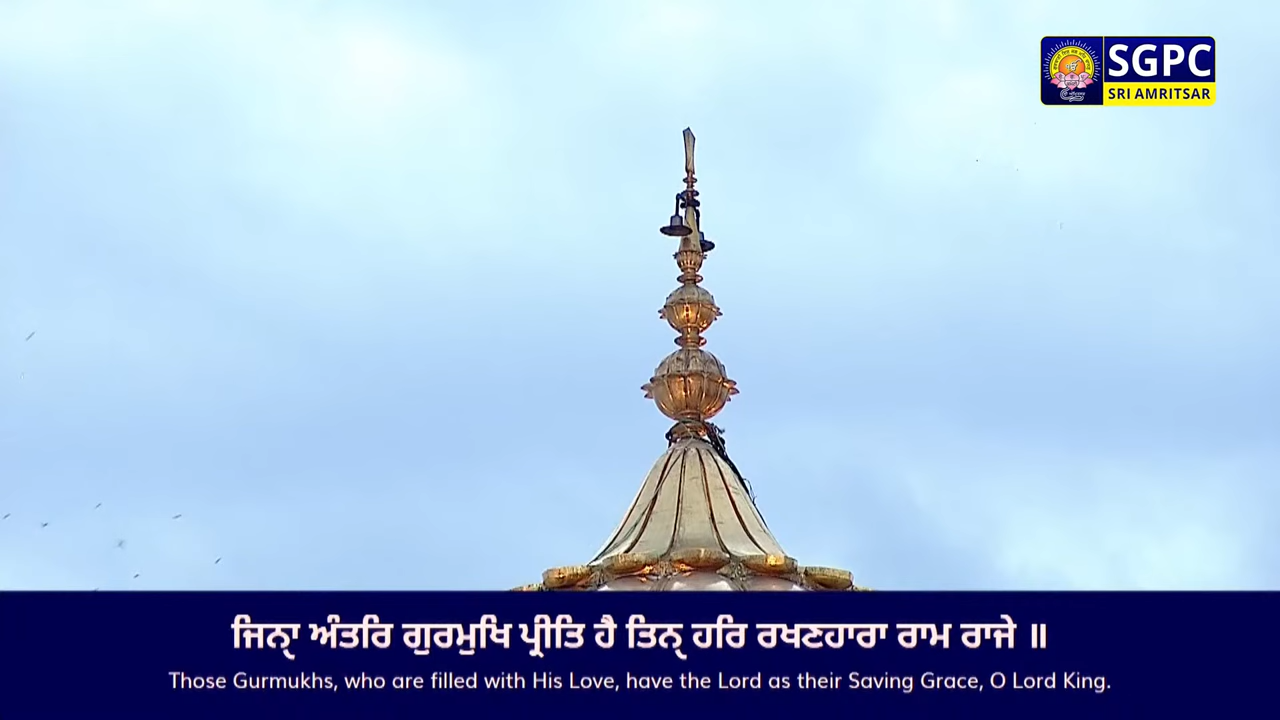 SGPC
SRI AMRITSAR
ਜਿਨੑਾ ਅੰਤਰਿ ਗੁਰਮੁਖਿ ਪ੍ਰੀਤਿ ਹੈ ਤਿਨੑ ਹਰਿ ਰਖਣਹਾਰਾ ਰਾਮ ਰਾਜੇ ॥
Those Gurmukhs, who are filled with His Love, have the Lord as their Saving Grace, O Lord King.